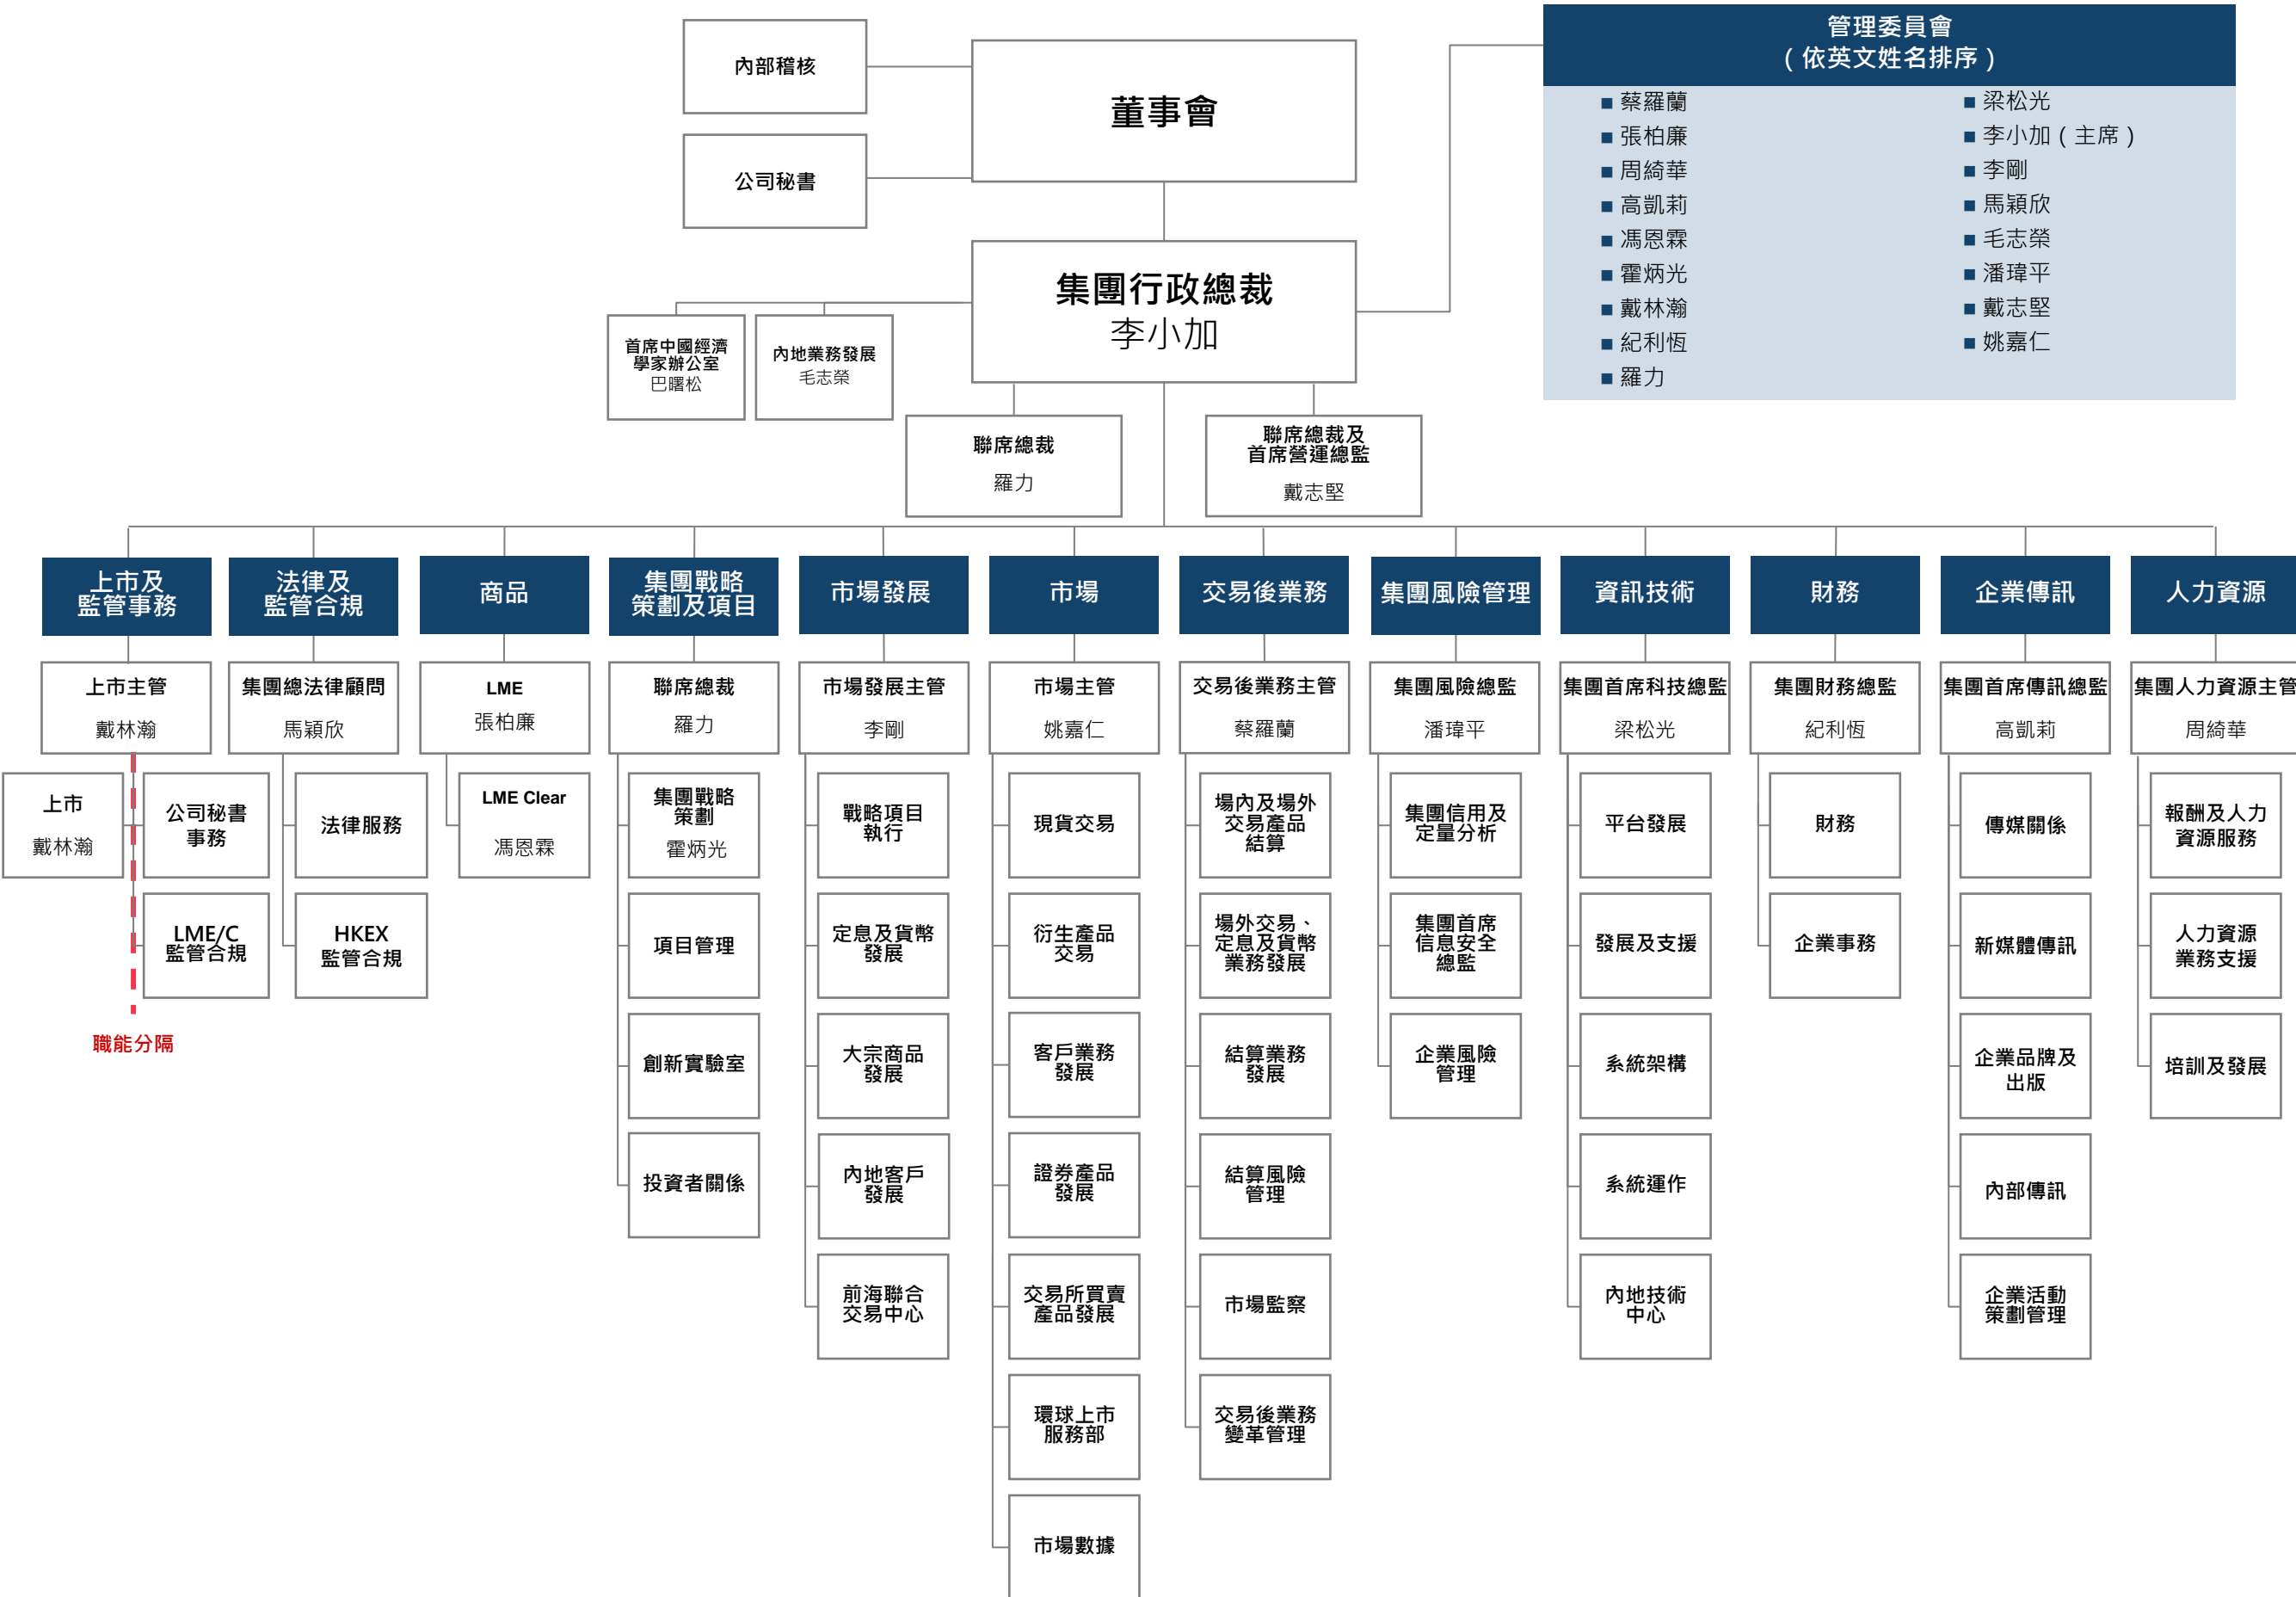 內部稽核
公司秘書
董事會
管理委員會
（依英文姓名排序）
蔡羅蘭
張柏廉
周綺華
高凱莉
馮恩霖
霍炳光
戴林瀚
紀利恆
羅力
梁松光
李小加（主席）
李剛
馬穎欣
毛志榮
潘瑋平
戴志堅
姚嘉仁
集團行政總裁
李小加
首席中國經濟
學家辦公室
巴曙松
內地業務發展
毛志榮
聯席總裁
羅力
聯席總裁及
首席營運總監
戴志堅
上市及
監管事務
上市主管
戴林瀚
上市
戴林瀚
公司秘書
事務
LME/C
監管合規
職能分隔
法律及
監管合規
集團總法律顧問
馬穎欣
法律服務
HKEX
監管合規
商品
LME
張柏廉
LME Clear
馮恩霖
集團戰略
策劃及項目
聯席總裁
羅力
集團戰略
策劃
霍炳光
項目管理
創新實驗室
投資者關係
市場發展
市場發展主管
李剛
戰略項目
執行
定息及貨幣
發展
大宗商品
發展
內地客戶
發展
前海聯合
交易中心
市場
市場主管
姚嘉仁
現貨交易
衍生產品
交易
客戶業務
發展
證券產品
發展
交易所買賣
產品發展
環球上市
服務部
市場數據
交易後業務
交易後業務主管
蔡羅蘭
場內及場外
交易產品
結算
場外交易、
定息及貨幣
業務發展
結算業務
發展
結算風險
管理
市場監察
交易後業務
變革管理
集團風險管理
集團風險總監
潘瑋平
集團信用及
定量分析
集團首席
信息安全
總監
企業風險
管理
資訊技術
集團首席科技總監
梁松光
平台發展
發展及支援
系統架構
系統運作
內地技術
中心
財務
集團財務總監
紀利恆
財務
企業事務
企業傳訊
集團首席傳訊總監
高凱莉
傳媒關係
新媒體傳訊
企業品牌及
出版
內部傳訊
企業活動
策劃管理
人力資源
集團人力資源主管
周綺華
報酬及人力
資源服務
人力資源
業務支援
培訓及發展